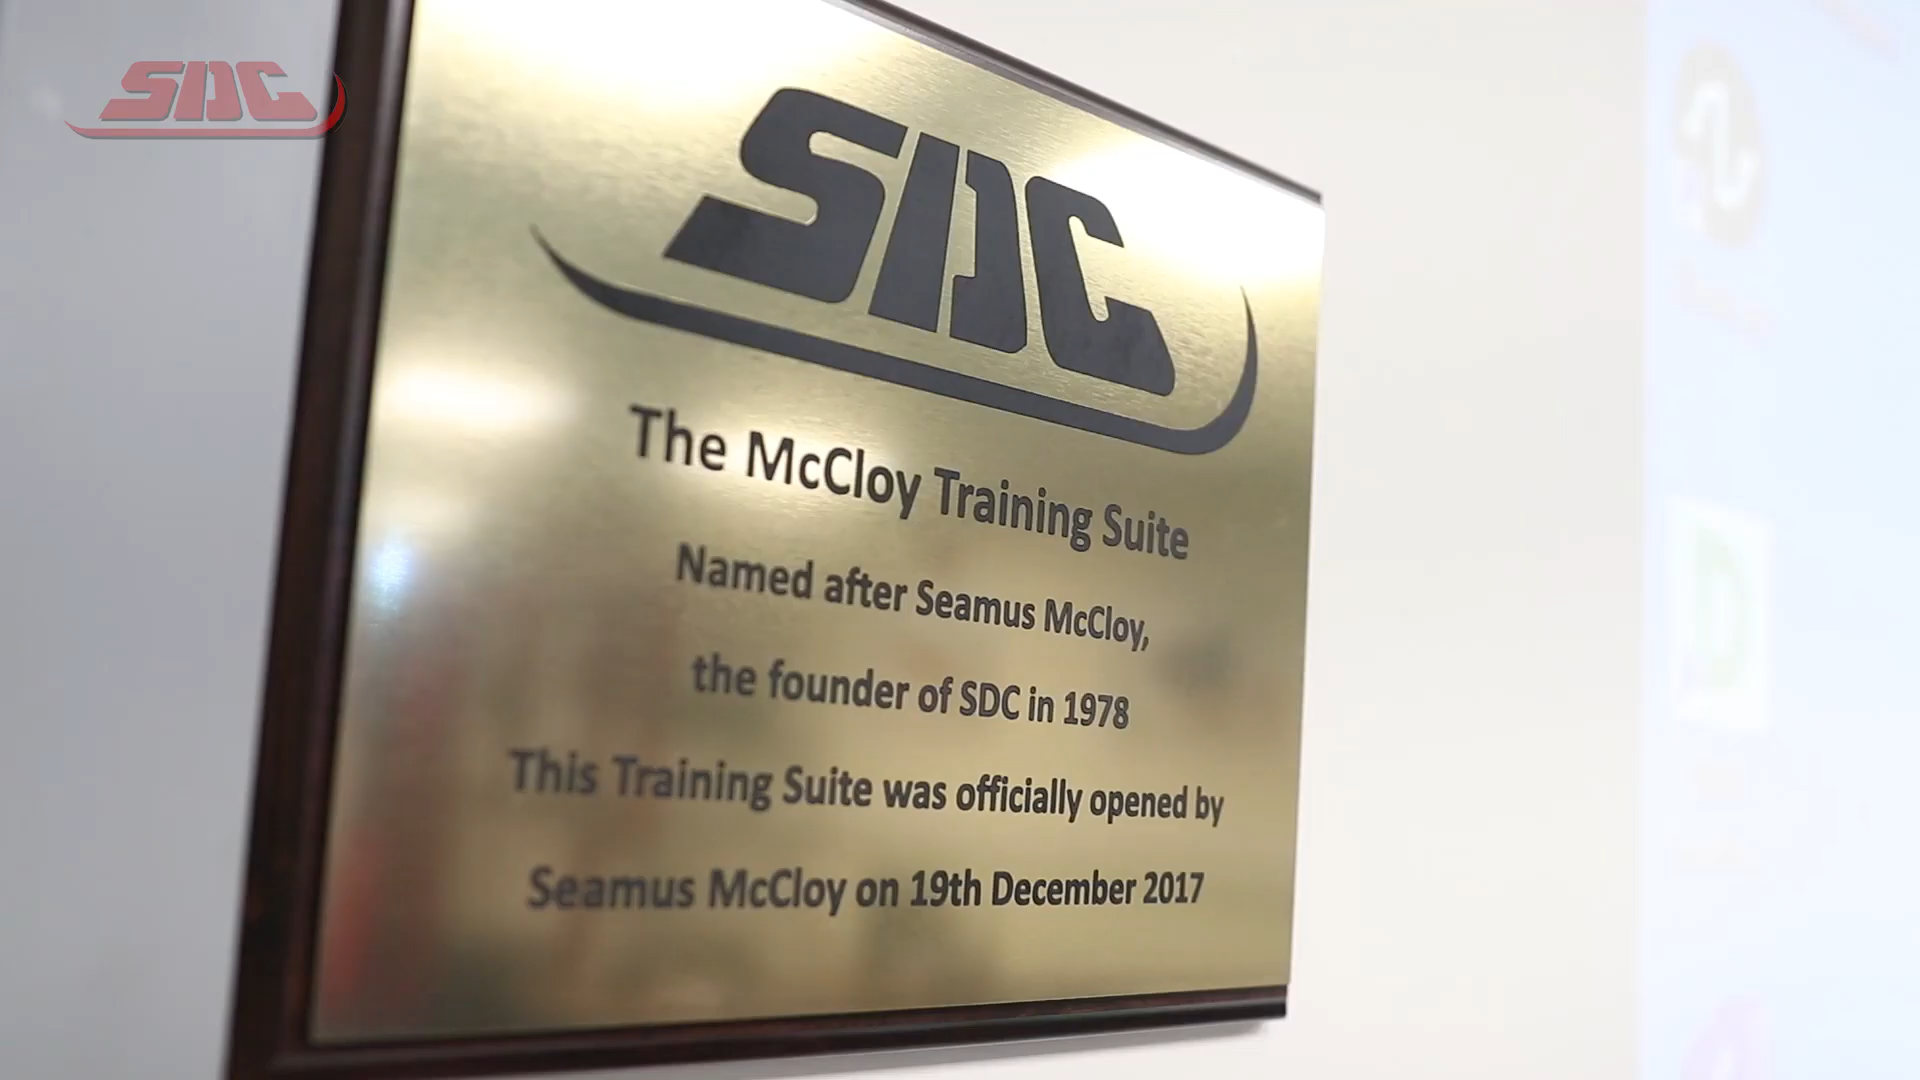 SDC
SDC
The McCloy Training Suite
Named after Seamus McCloy,
the founder of SDC in 1978
This Training Suite was officially opened by
Seamus McCloy on 19th December 2017